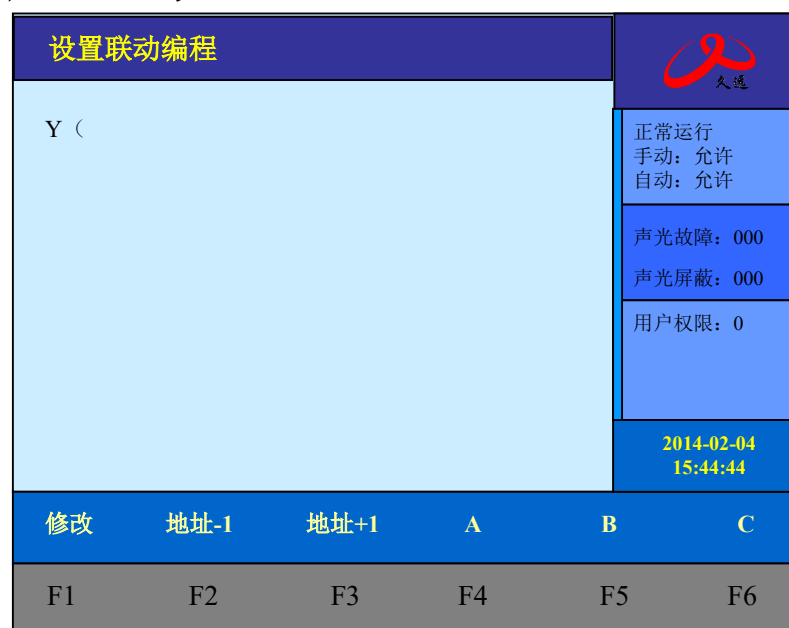 设置联动编程
久远
Y（
正常运行
手动：允许
自动：允许
声光故障：000
声光屏蔽：000
用户权限：0
2014-02-04
15:44:44
修改 地址-1 地址+1 A B C
F1 F2 F3 F4 F5 F6